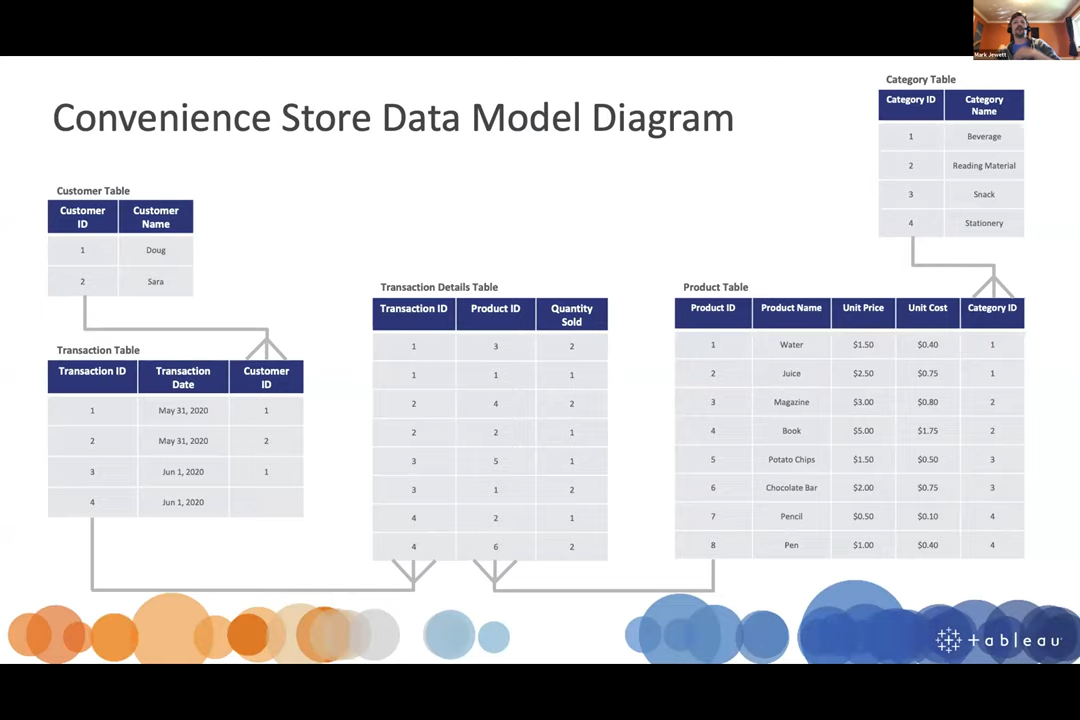 Mark Jewett
Convenience Store Data Model Diagram
Category Table
Category ID Category Name
1 Beverage
2 Reading Material
3 Snack
4 Stationery
Customer Table
Customer ID Customer Name
1 Doug
2 Sara
Transaction Table
Transaction ID Transaction Date Customer ID
1 May 31, 2020 1
2 May 31, 2020 2
3 Jun 1, 2020 1
4 Jun 1, 2020
Transaction Details Table
Transaction ID Product ID Quantity Sold
1 3 2
1 1 1
2 4 2
2 2 1
3 5 1
3 1 2
4 2 1
4 6 2
Product Table
Product ID Product Name Unit Price Unit Cost Category ID
1 Water $1.50 $0.40 1
2 Juice $2.50 $0.75 1
3 Magazine $3.00 $0.80 2
4 Book $5.00 $1.75 2
5 Potato Chips $1.50 $0.50 3
6 Chocolate Bar $2.00 $0.75 3
7 Pencil $0.50 $0.10 4
8 Pen $1.00 $0.40 4
tableau